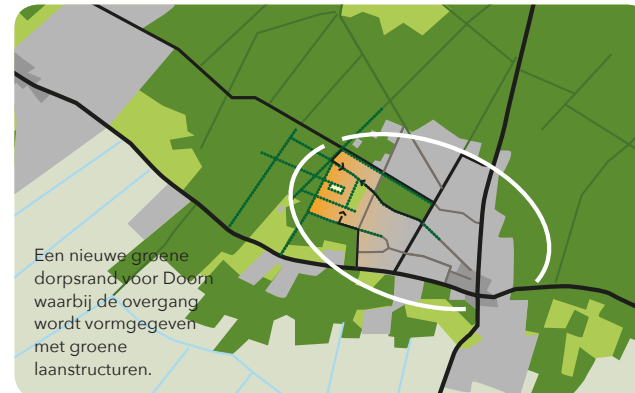 Een nieuwe groene
dorpsrand voor Doorn
waarbij de overgang
wordt vormgegeven
met groene
laanstructuren.